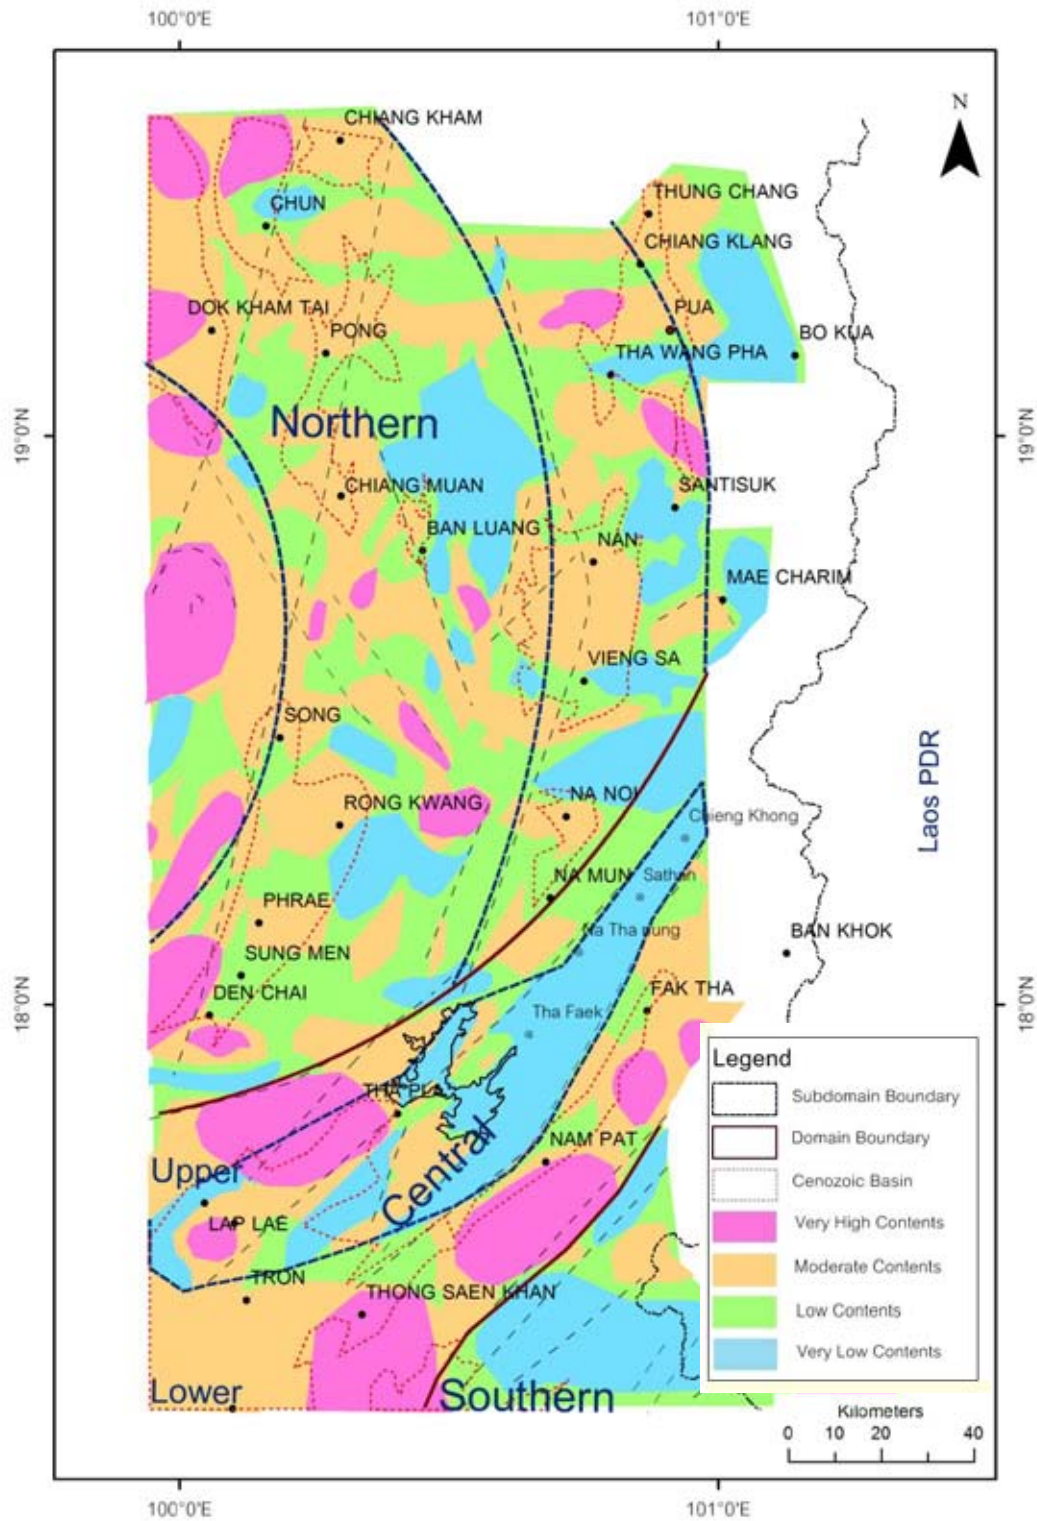 100°0'E
101°0'E
N
CHIANG KHAM
THUNG CHANG
CHUN
CHIANG KLANG
DOK KHAM TAI
PUA
PONG
BO KUA
THA WANG PHA
19°0'N
19°0'N
Northern
CHIANG MUAN
SANTISUK
BAN LUANG
NAN
MAE CHARIM
VIENG SA
SONG
Laos PDR
RONG KWANG
NA NOI
Chieng Khong
NA MUN
Sathan
PHRAE
Na Tha nung
BAN KHOK
SUNG MEN
DEN CHAI
FAK THA
18°0'N
18°0'N
Tha Faek
Legend
THA PLA
Subdomain Boundary
Domain Boundary
NAM PAT
Upper
Central
Cenozoic Basin
LAP LAE
Very High Contents
Moderate Contents
TRON
THONG SAEN KHAN
Low Contents
Very Low Contents
Lower
Southern
Kilometers
0 10 20 40
100°0'E
101°0'E